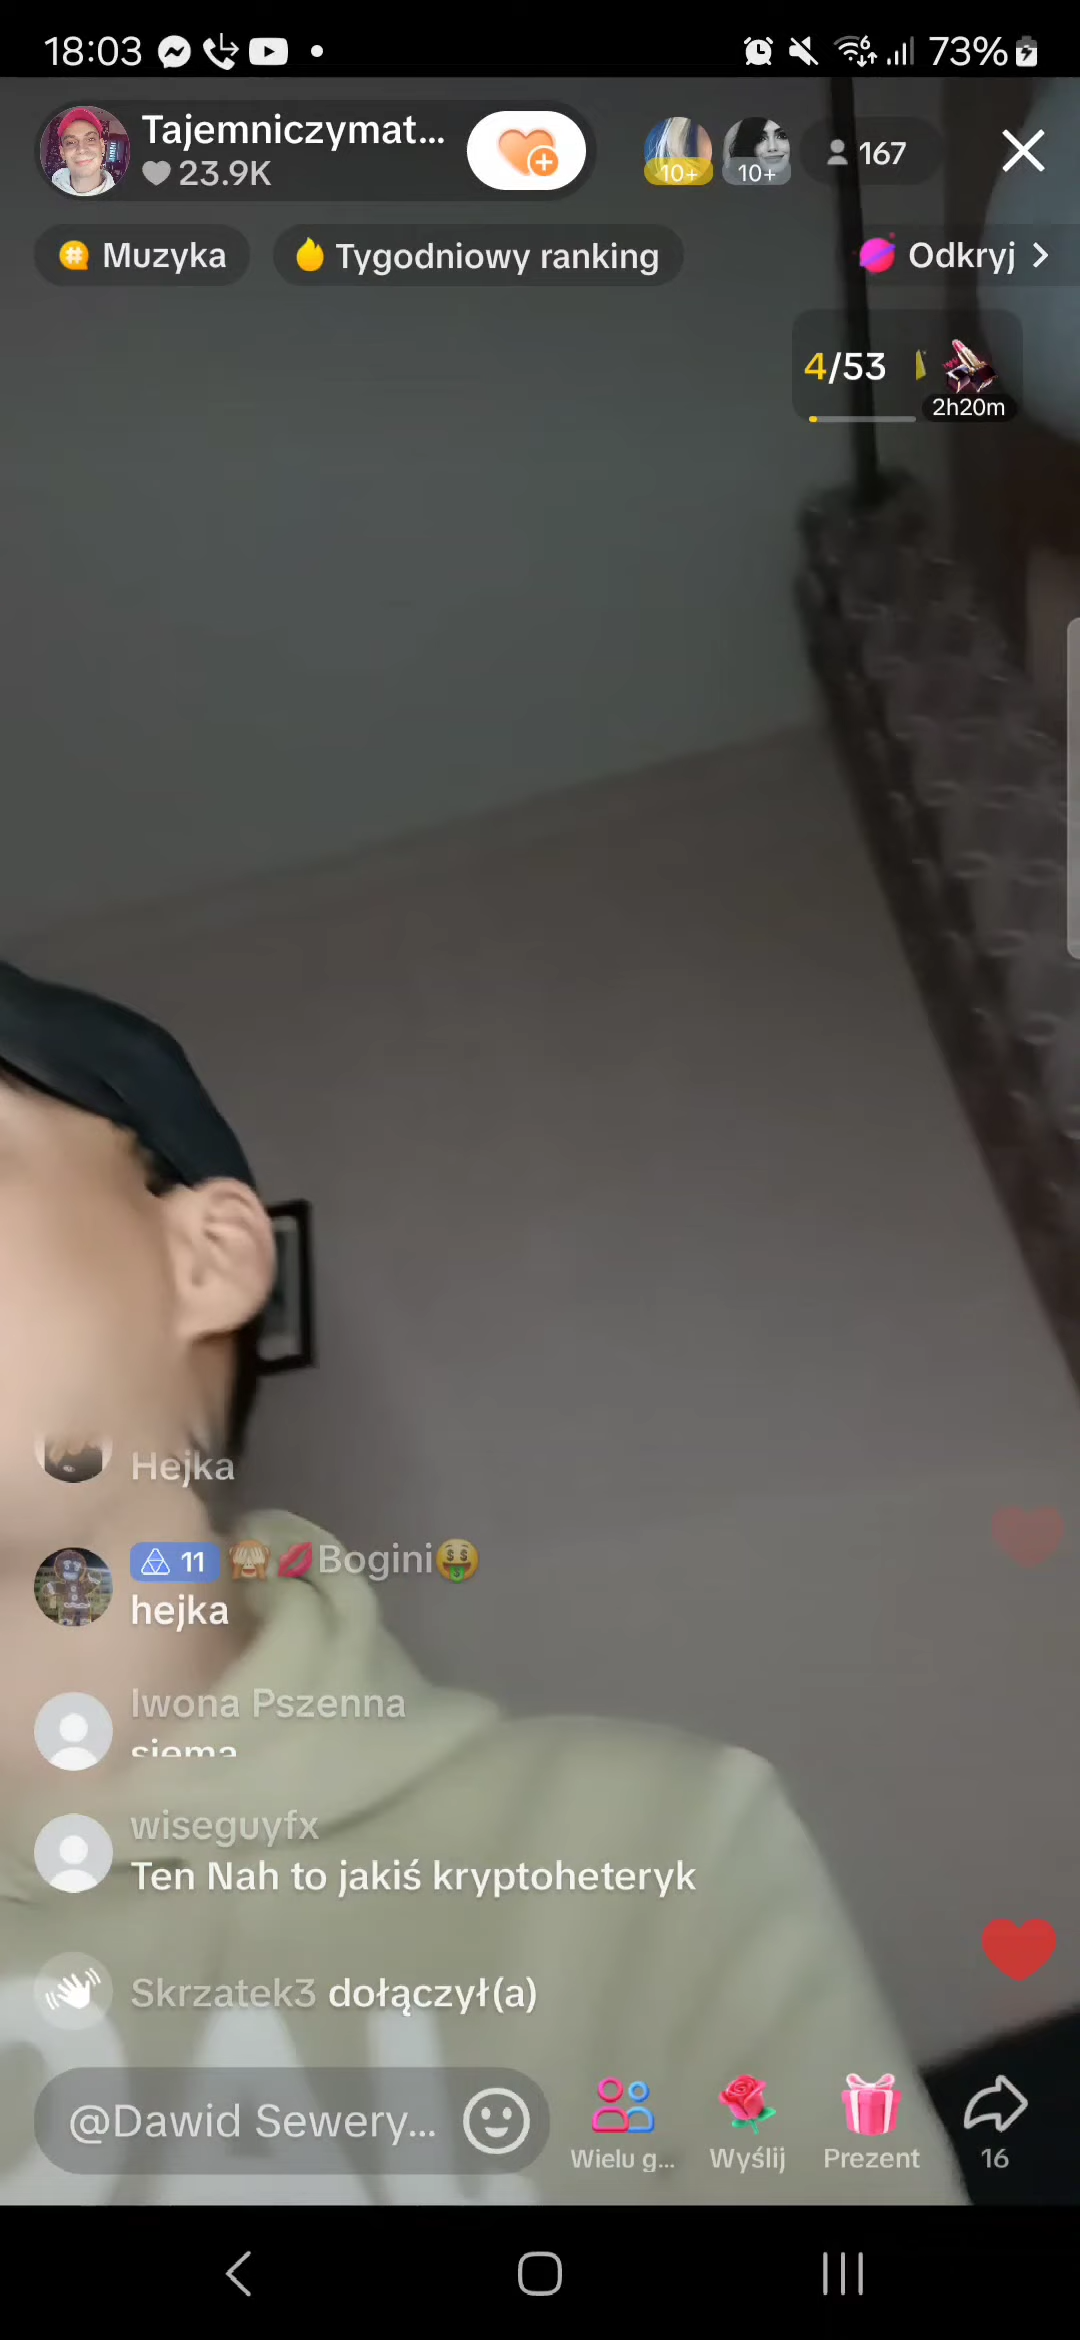 18:03
73%
Tajemniczymat...
23.9K
10+
10+
167
Muzyka
Tygodniowy ranking
Odkryj
4/53
2h20m
Hejka
11 🙈💋Bogini🤑
hejka
Iwona Pszenna
siema
wiseguyfx
Ten Nah to jakiś kryptoheteryk
Skrzatek3 dołączył(a)
@Dawid Sewery...
Wielu g...
Wyślij
Prezent
16